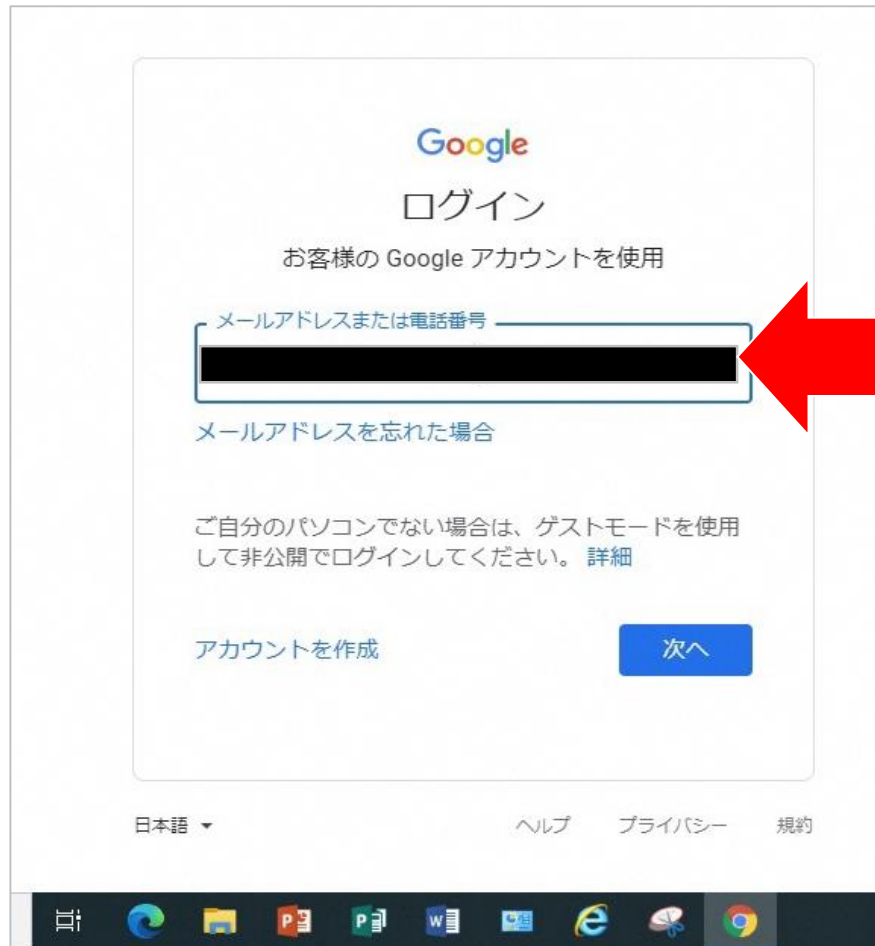 Google
ログイン
お客様の Google アカウントを使用
メールアドレスまたは電話番号
メールアドレスを忘れた場合
ご自分のパソコンでない場合は、ゲストモードを使用
して非公開でログインしてください。 詳細
アカウントを作成
次へ
日本語
ヘルプ プライバシー 規約